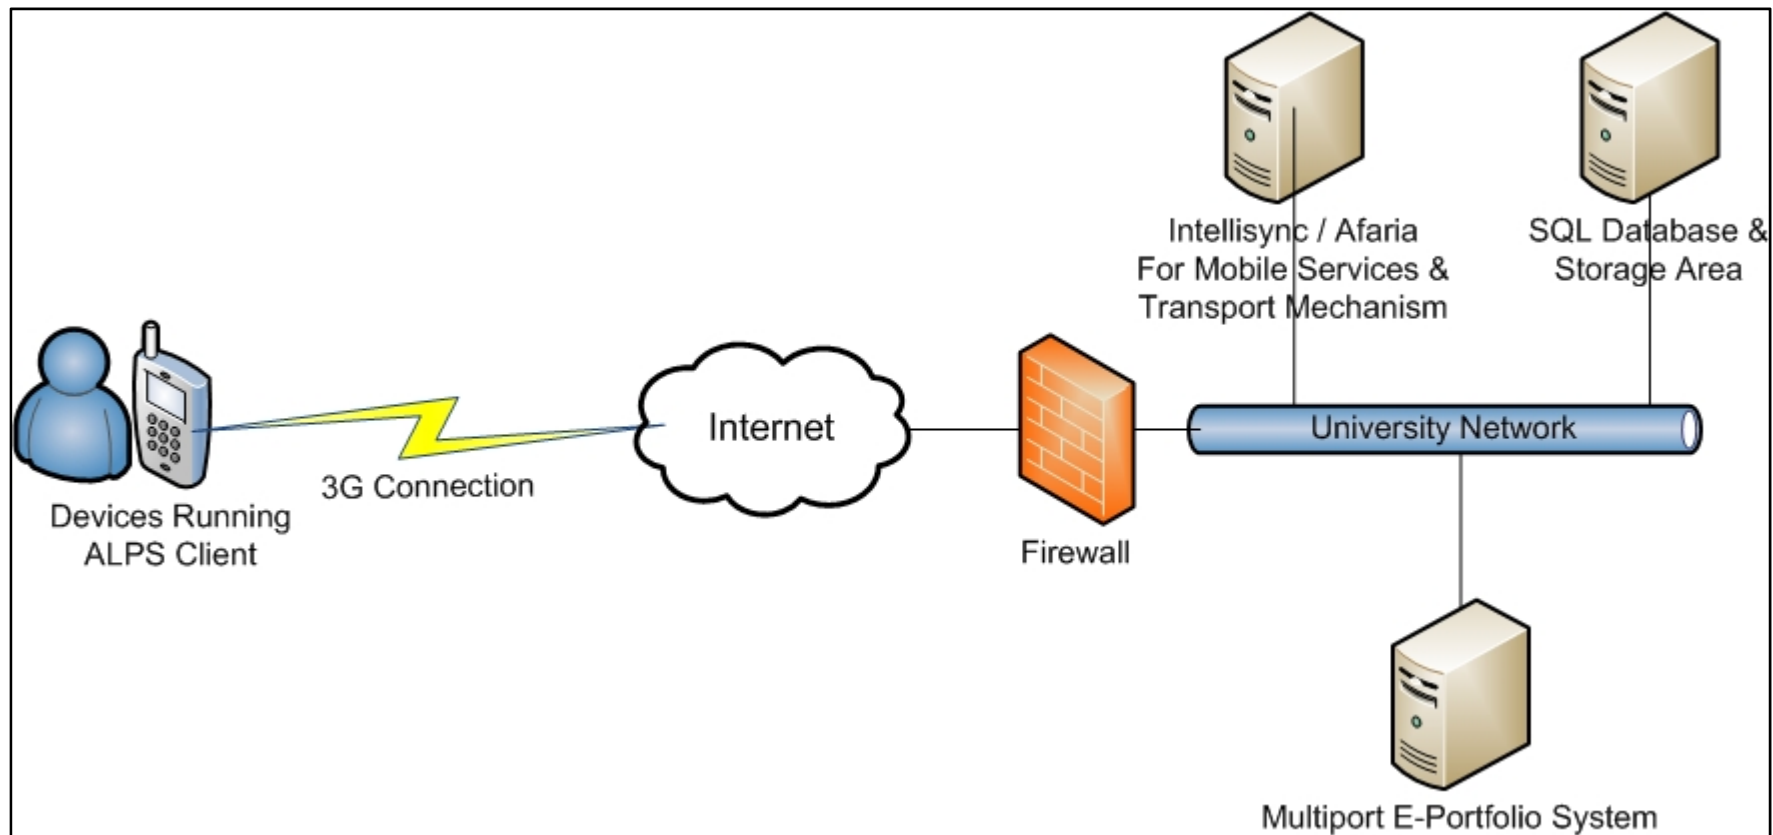 Intellisync / Afaria
For Mobile Services &
Transport Mechanism
SQL Database &
Storage Area
Devices Running
ALPS Client
3G Connection
Internet
Firewall
University Network
Multiport E-Portfolio System